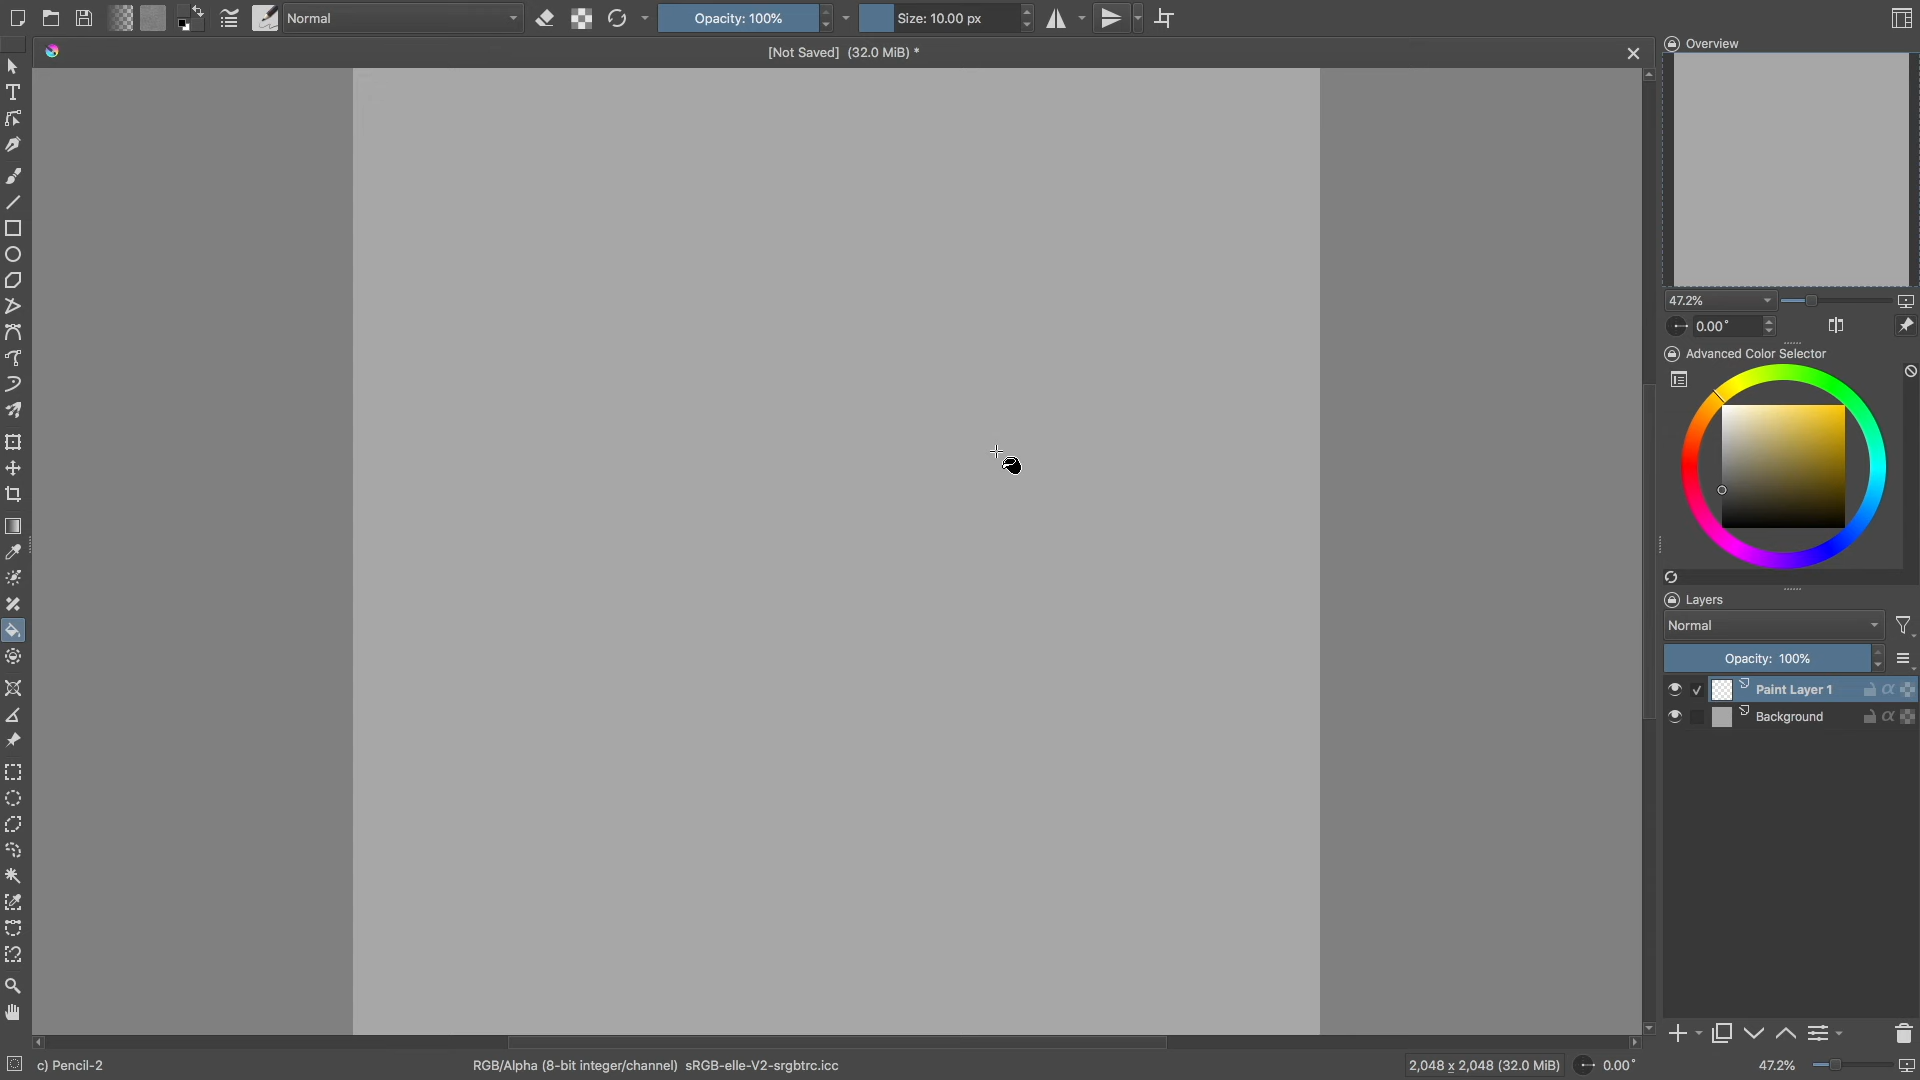 Normal
Opacity: 100%
Size: 10.00 px
[Not Saved] (32.0 MiB) *
Overview
47.2%
0.00°
Advanced Color Selector
Layers
Normal
Opacity: 100%
Paint Layer 1
Background
c) Pencil-2
RGB/Alpha (8-bit integer/channel) sRGB-elle-V2-srgbtrc.icc
2,048 x 2,048 (32.0 MiB)
0.00°
47.2%